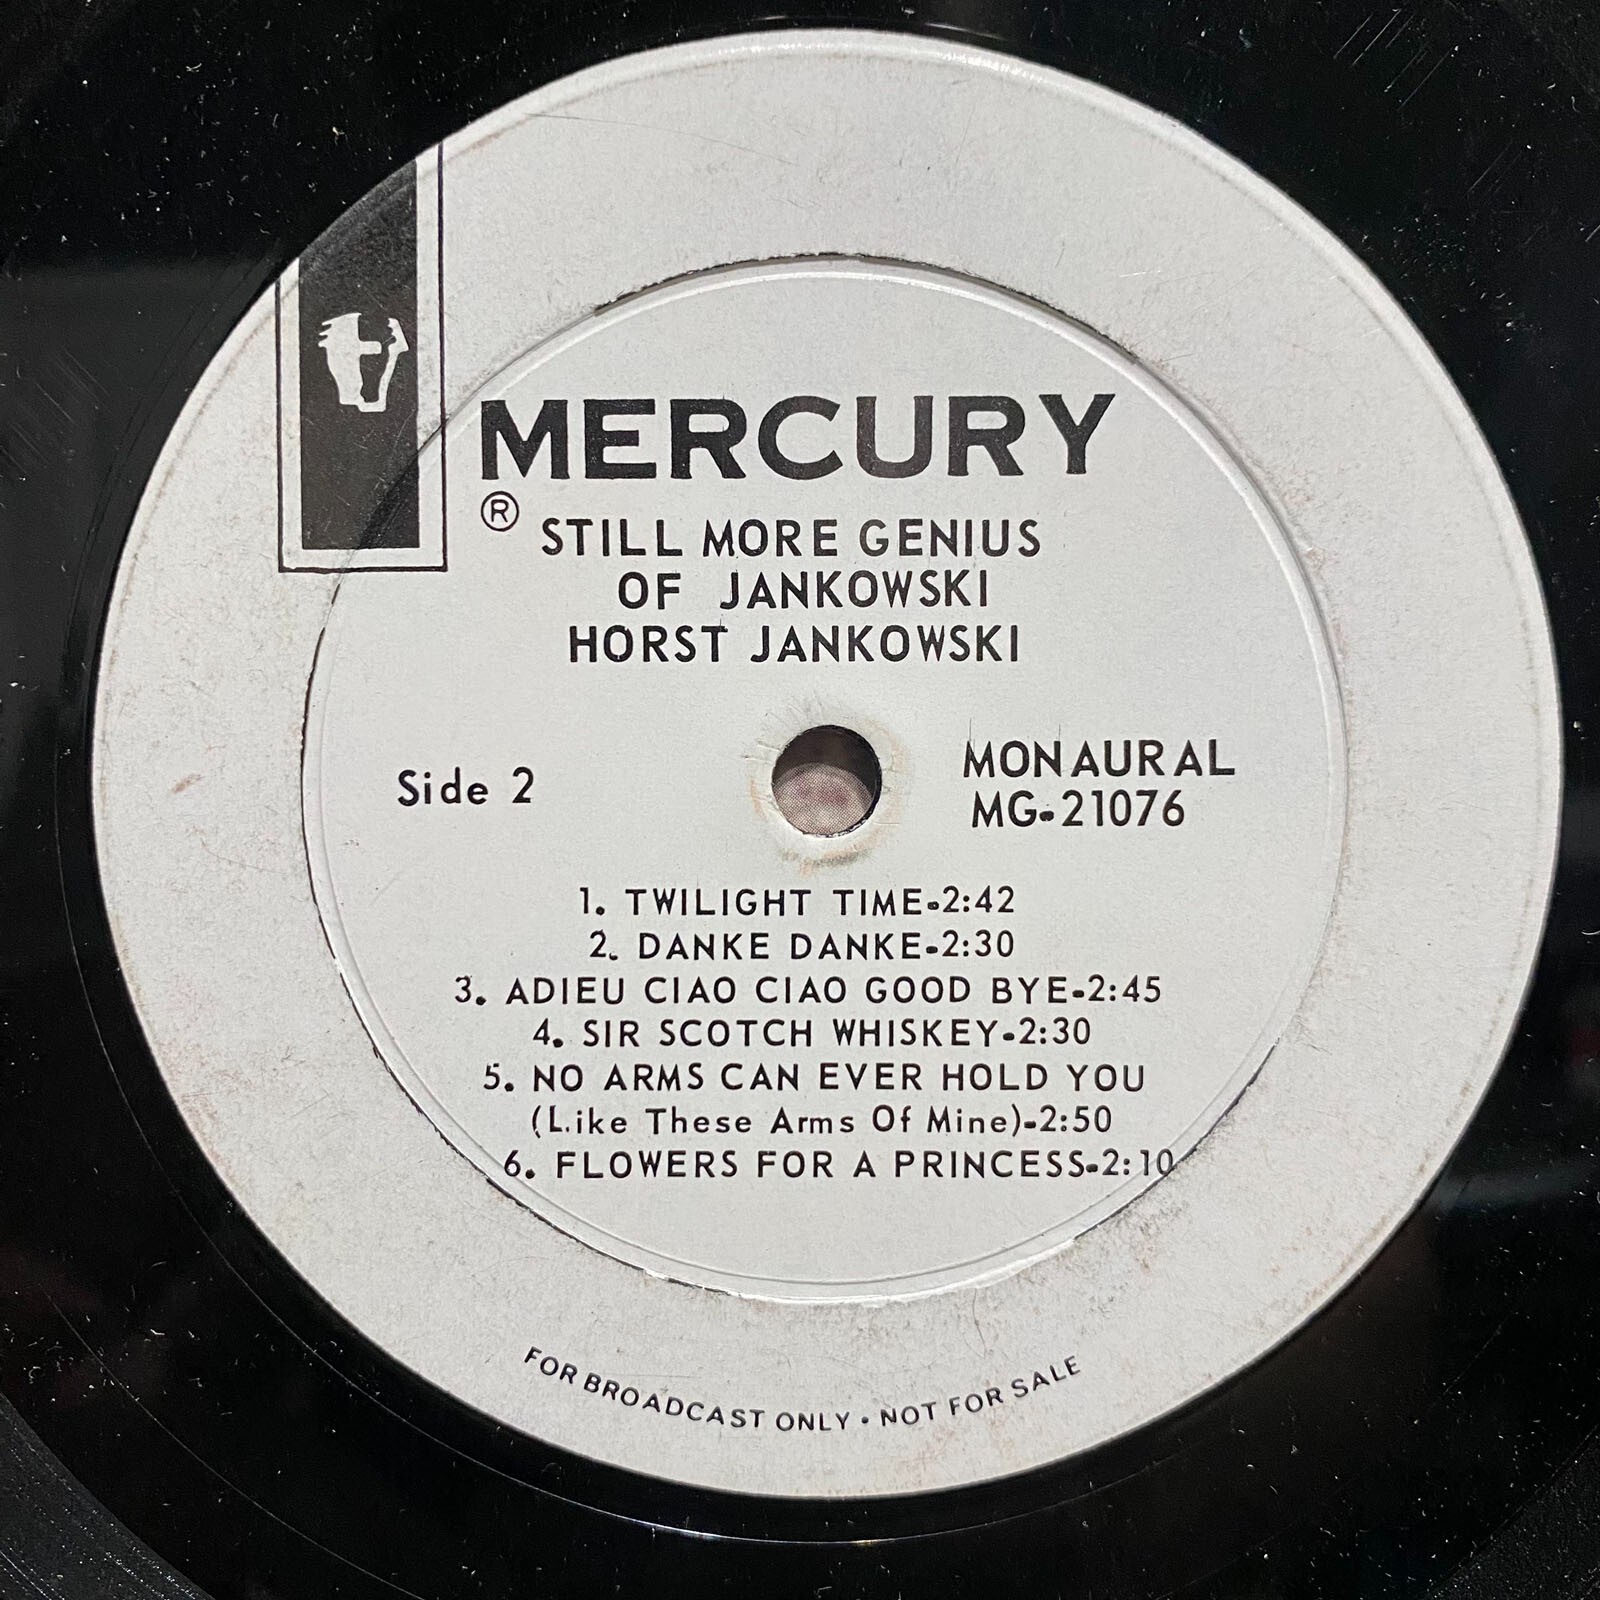 MERCURY
®
STILL MORE GENIUS
OF JANKOWSKI
HORST JANKOWSKI
Side 2
MONAURAL
MG-21076
1. TWILIGHT TIME-2:42
2. DANKE DANKE-2:30
3. ADIEU CIAO CIAO GOOD BYE-2:45
4. SIR SCOTCH WHISKEY-2:30
5. NO ARMS CAN EVER HOLD YOU
(Like These Arms Of Mine)-2:50
6. FLOWERS FOR A PRINCESS-2:10
FOR BROADCAST ONLY • NOT FOR SALE